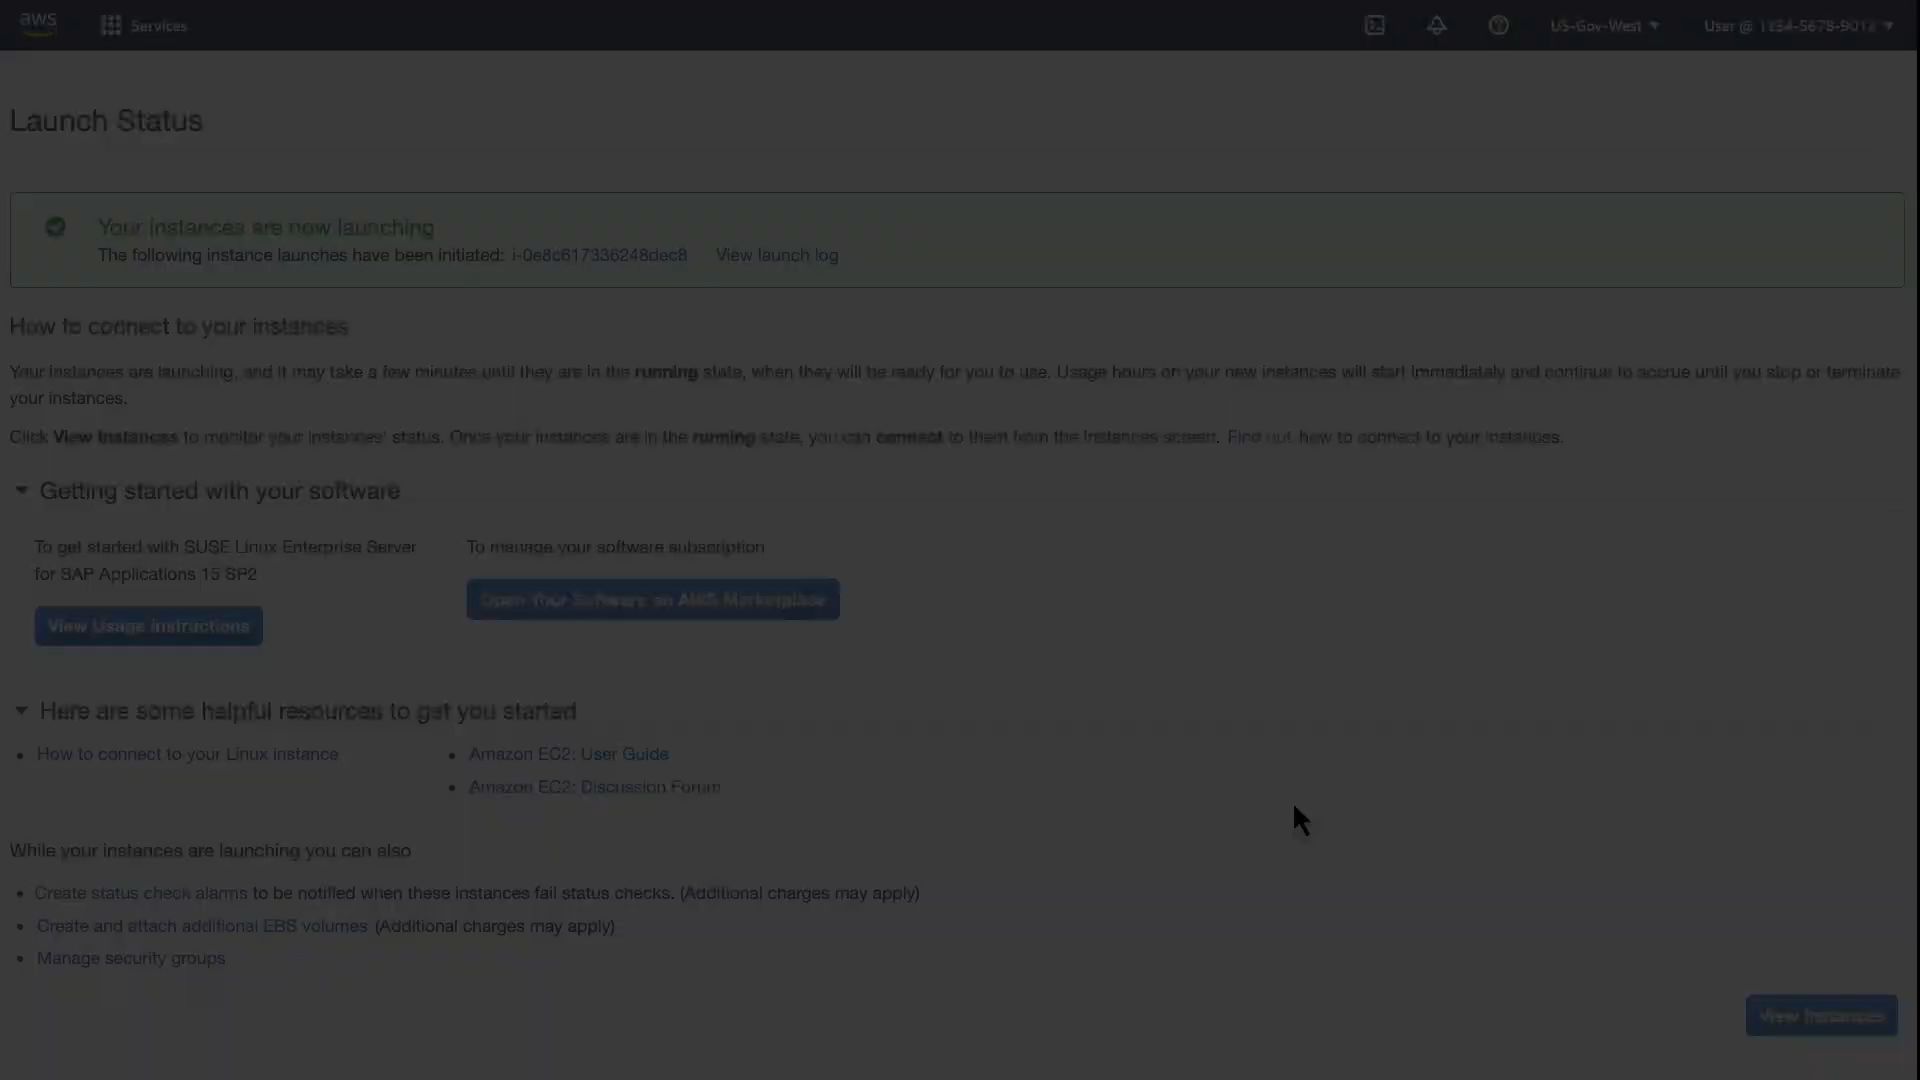 aws
Services
US-Gov-West
User @ 1234-5678-9012
Launch Status
Your instances are now launching
The following instance launches have been initiated: i-0e8c617336248dec8 View launch log
How to connect to your instances
Your instances are launching, and it may take a few minutes until they are in the running state, when they will be ready for you to use. Usage hours on your new instances will start immediately and continue to accrue until you stop or terminate
your instances.
Click View Instances to monitor your instances' status. Once your instances are in the running state, you can connect to them from the Instances screen. Find out how to connect to your instances.
Getting started with your software
To get started with SUSE Linux Enterprise Server
for SAP Applications 15 SP2
View Usage Instructions
To manage your software subscription
Open Your Software on AWS Marketplace
Here are some helpful resources to get you started
• How to connect to your Linux instance
• Amazon EC2: User Guide
• Amazon EC2: Discussion Forum
While your instances are launching you can also
• Create status check alarms to be notified when these instances fail status checks. (Additional charges may apply)
• Create and attach additional EBS volumes (Additional charges may apply)
• Manage security groups
View Instances